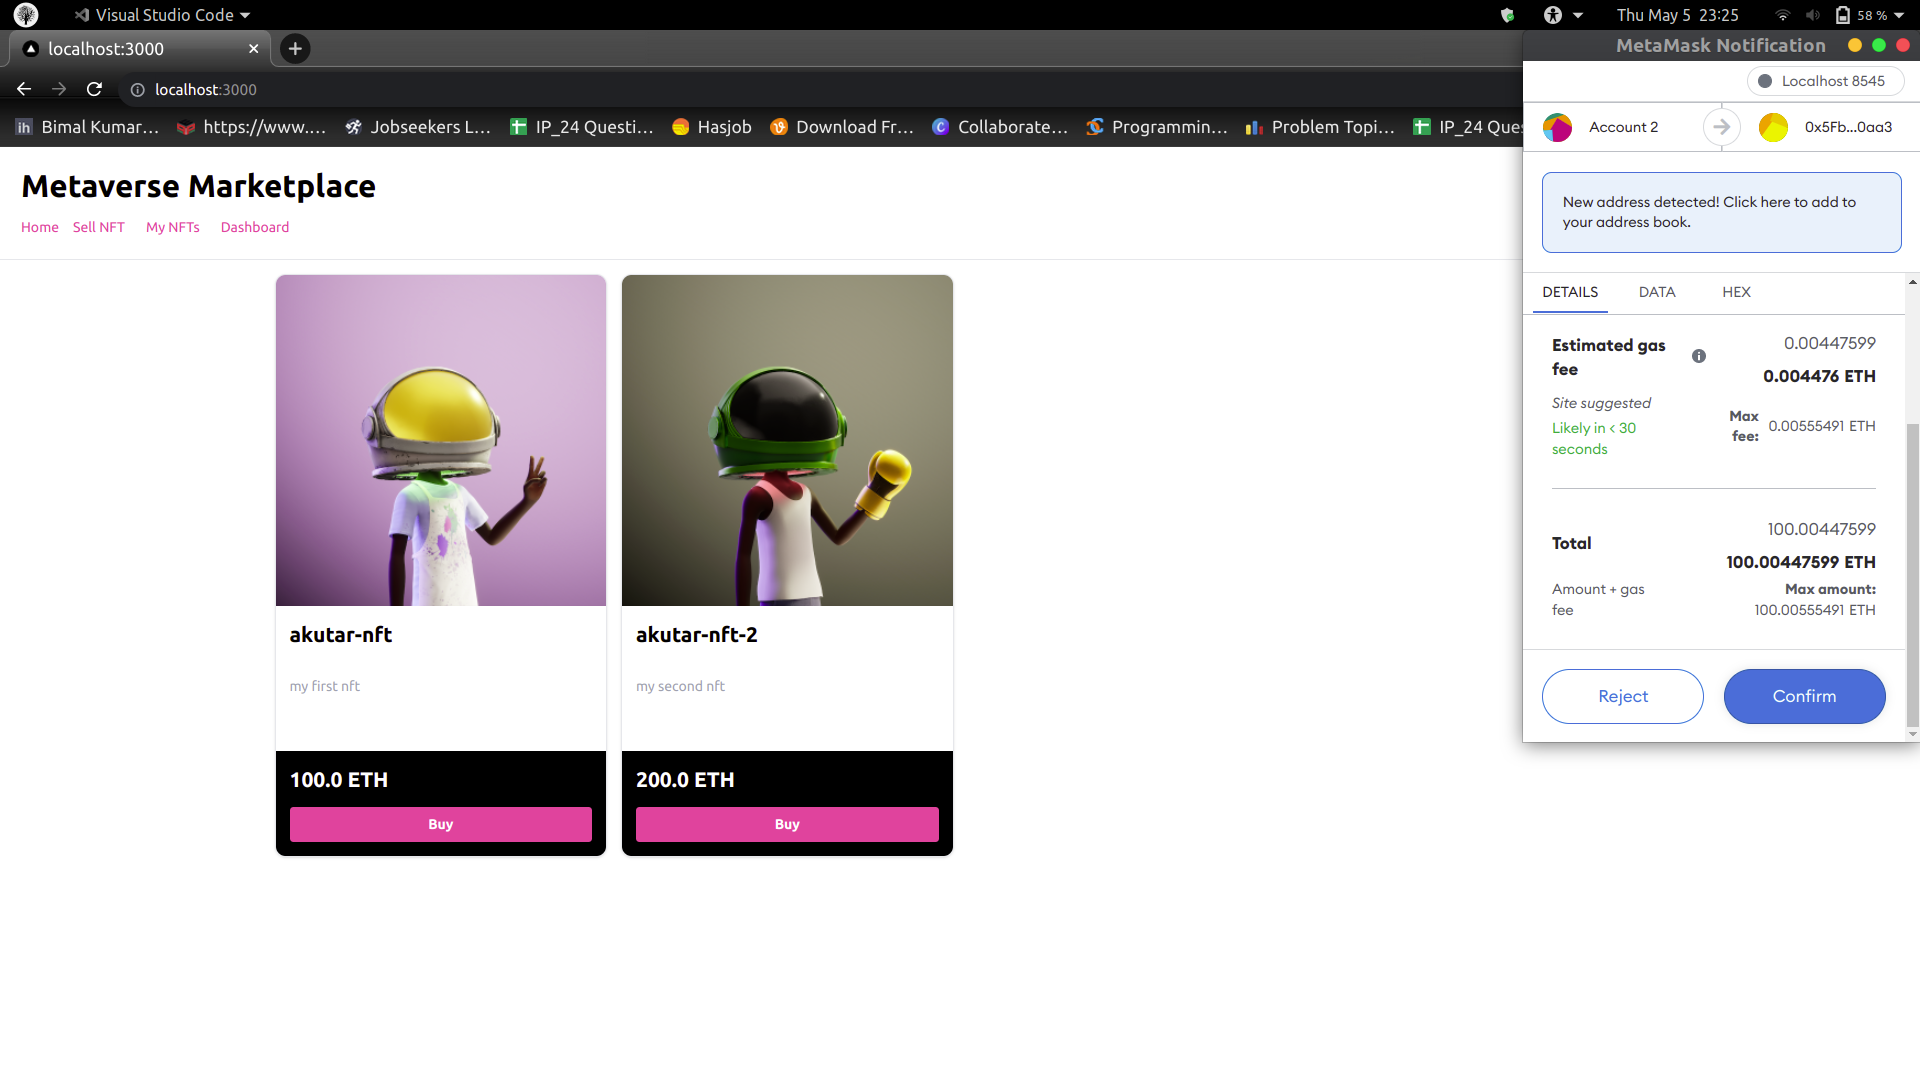 Visual Studio Code
Thu May 5 23:25
58 %
localhost:3000
MetaMask Notification
localhost:3000
Localhost 8545
ih Bimal Kumar...
https://www....
Jobseekers L...
IP_24 Questi...
Hasjob
Download Fr...
Collaborate...
Programmin...
Problem Topi...
IP_24 Ques
Account 2
0x5Fb...0aa3
Metaverse Marketplace
Home Sell NFT My NFTs Dashboard
New address detected! Click here to add to
your address book.
DETAILS DATA HEX
Estimated gas
fee
0.00447599
0.004476 ETH
Site suggested
Likely in < 30
seconds
Max
fee:
0.00555491 ETH
Total
100.00447599
100.00447599 ETH
Amount + gas
fee
Max amount:
100.00555491 ETH
Reject
Confirm
akutar-nft
my first nft
100.0 ETH
Buy
akutar-nft-2
my second nft
200.0 ETH
Buy